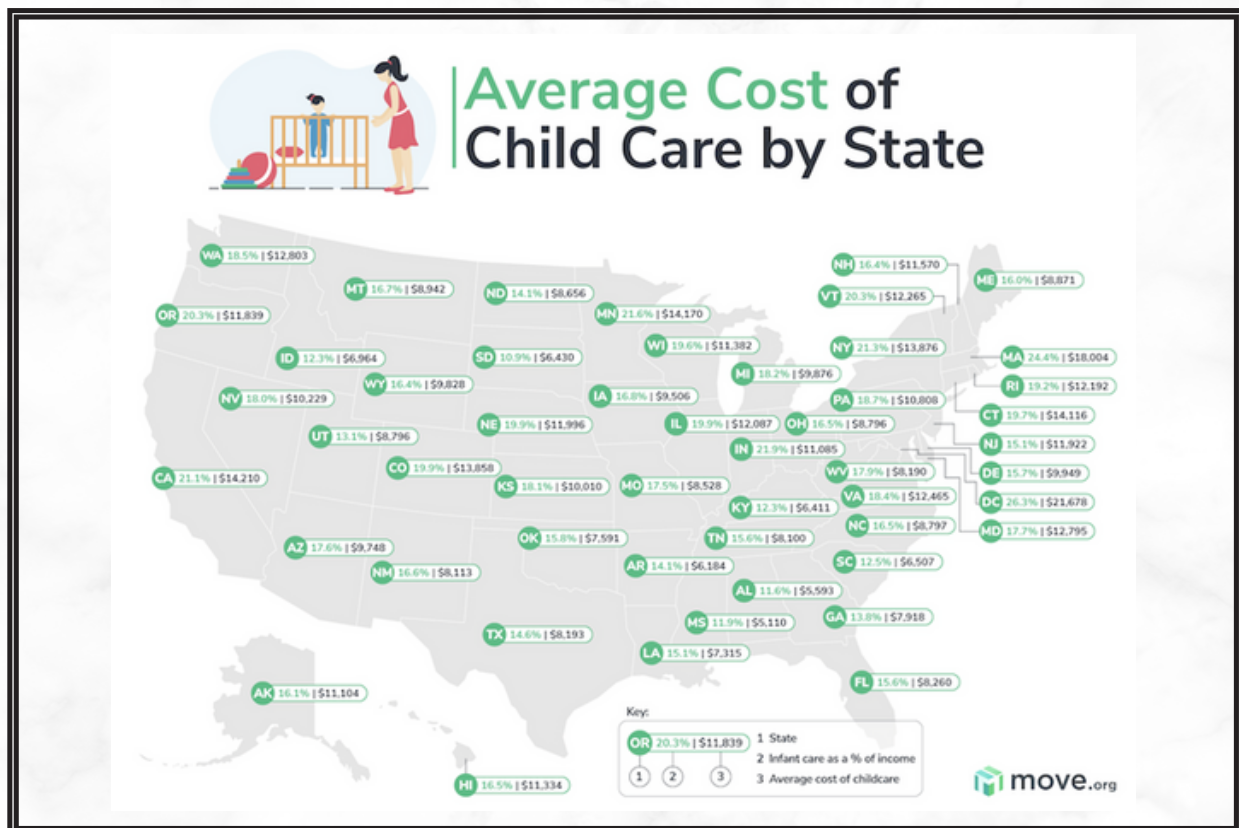 Average Cost of
Child Care by State
WA 18.5% | $12,803
MT 16.7% | $8,942
ND 14.1% | $8,656
MN 21.6% | $14,170
NH 16.4% | $11,570
ME 16.0% | $8,871
VT 20.3% | $12,265
OR 20.3% | $11,839
ID 12.3% | $6,964
SD 10.9% | $6,430
WI 19.6% | $11,382
NY 21.3% | $13,876
MA 24.4% | $18,004
MI 18.2% | $9,876
RI 19.2% | $12,192
WY 16.4% | $9,828
NV 18.0% | $10,229
IA 16.8% | $9,506
PA 18.7% | $10,808
CT 19.7% | $14,116
NE 19.9% | $11,996
IL 19.9% | $12,087
OH 16.5% | $8,796
UT 13.1% | $8,796
IN 21.9% | $11,085
NJ 15.1% | $11,922
CO 19.9% | $13,858
WV 17.9% | $8,190
DE 15.7% | $9,949
CA 21.1% | $14,210
KS 18.1% | $10,010
MO 17.5% | $8,528
VA 18.4% | $12,465
DC 26.3% | $21,678
KY 12.3% | $6,411
NC 16.5% | $8,797
MD 17.7% | $12,795
AZ 17.6% | $9,748
OK 15.8% | $7,591
TN 15.6% | $8,100
NM 16.6% | $8,113
AR 14.1% | $6,184
SC 12.5% | $6,507
AL 11.6% | $5,593
MS 11.9% | $5,110
GA 13.8% | $7,918
TX 14.6% | $8,193
LA 15.1% | $7,315
AK 16.1% | $11,104
FL 15.6% | $8,260
HI 16.5% | $11,334
Key:
OR 20.3% | $11,839
1 2 3
1 State
2 Infant care as a % of income
3 Average cost of childcare
move.org